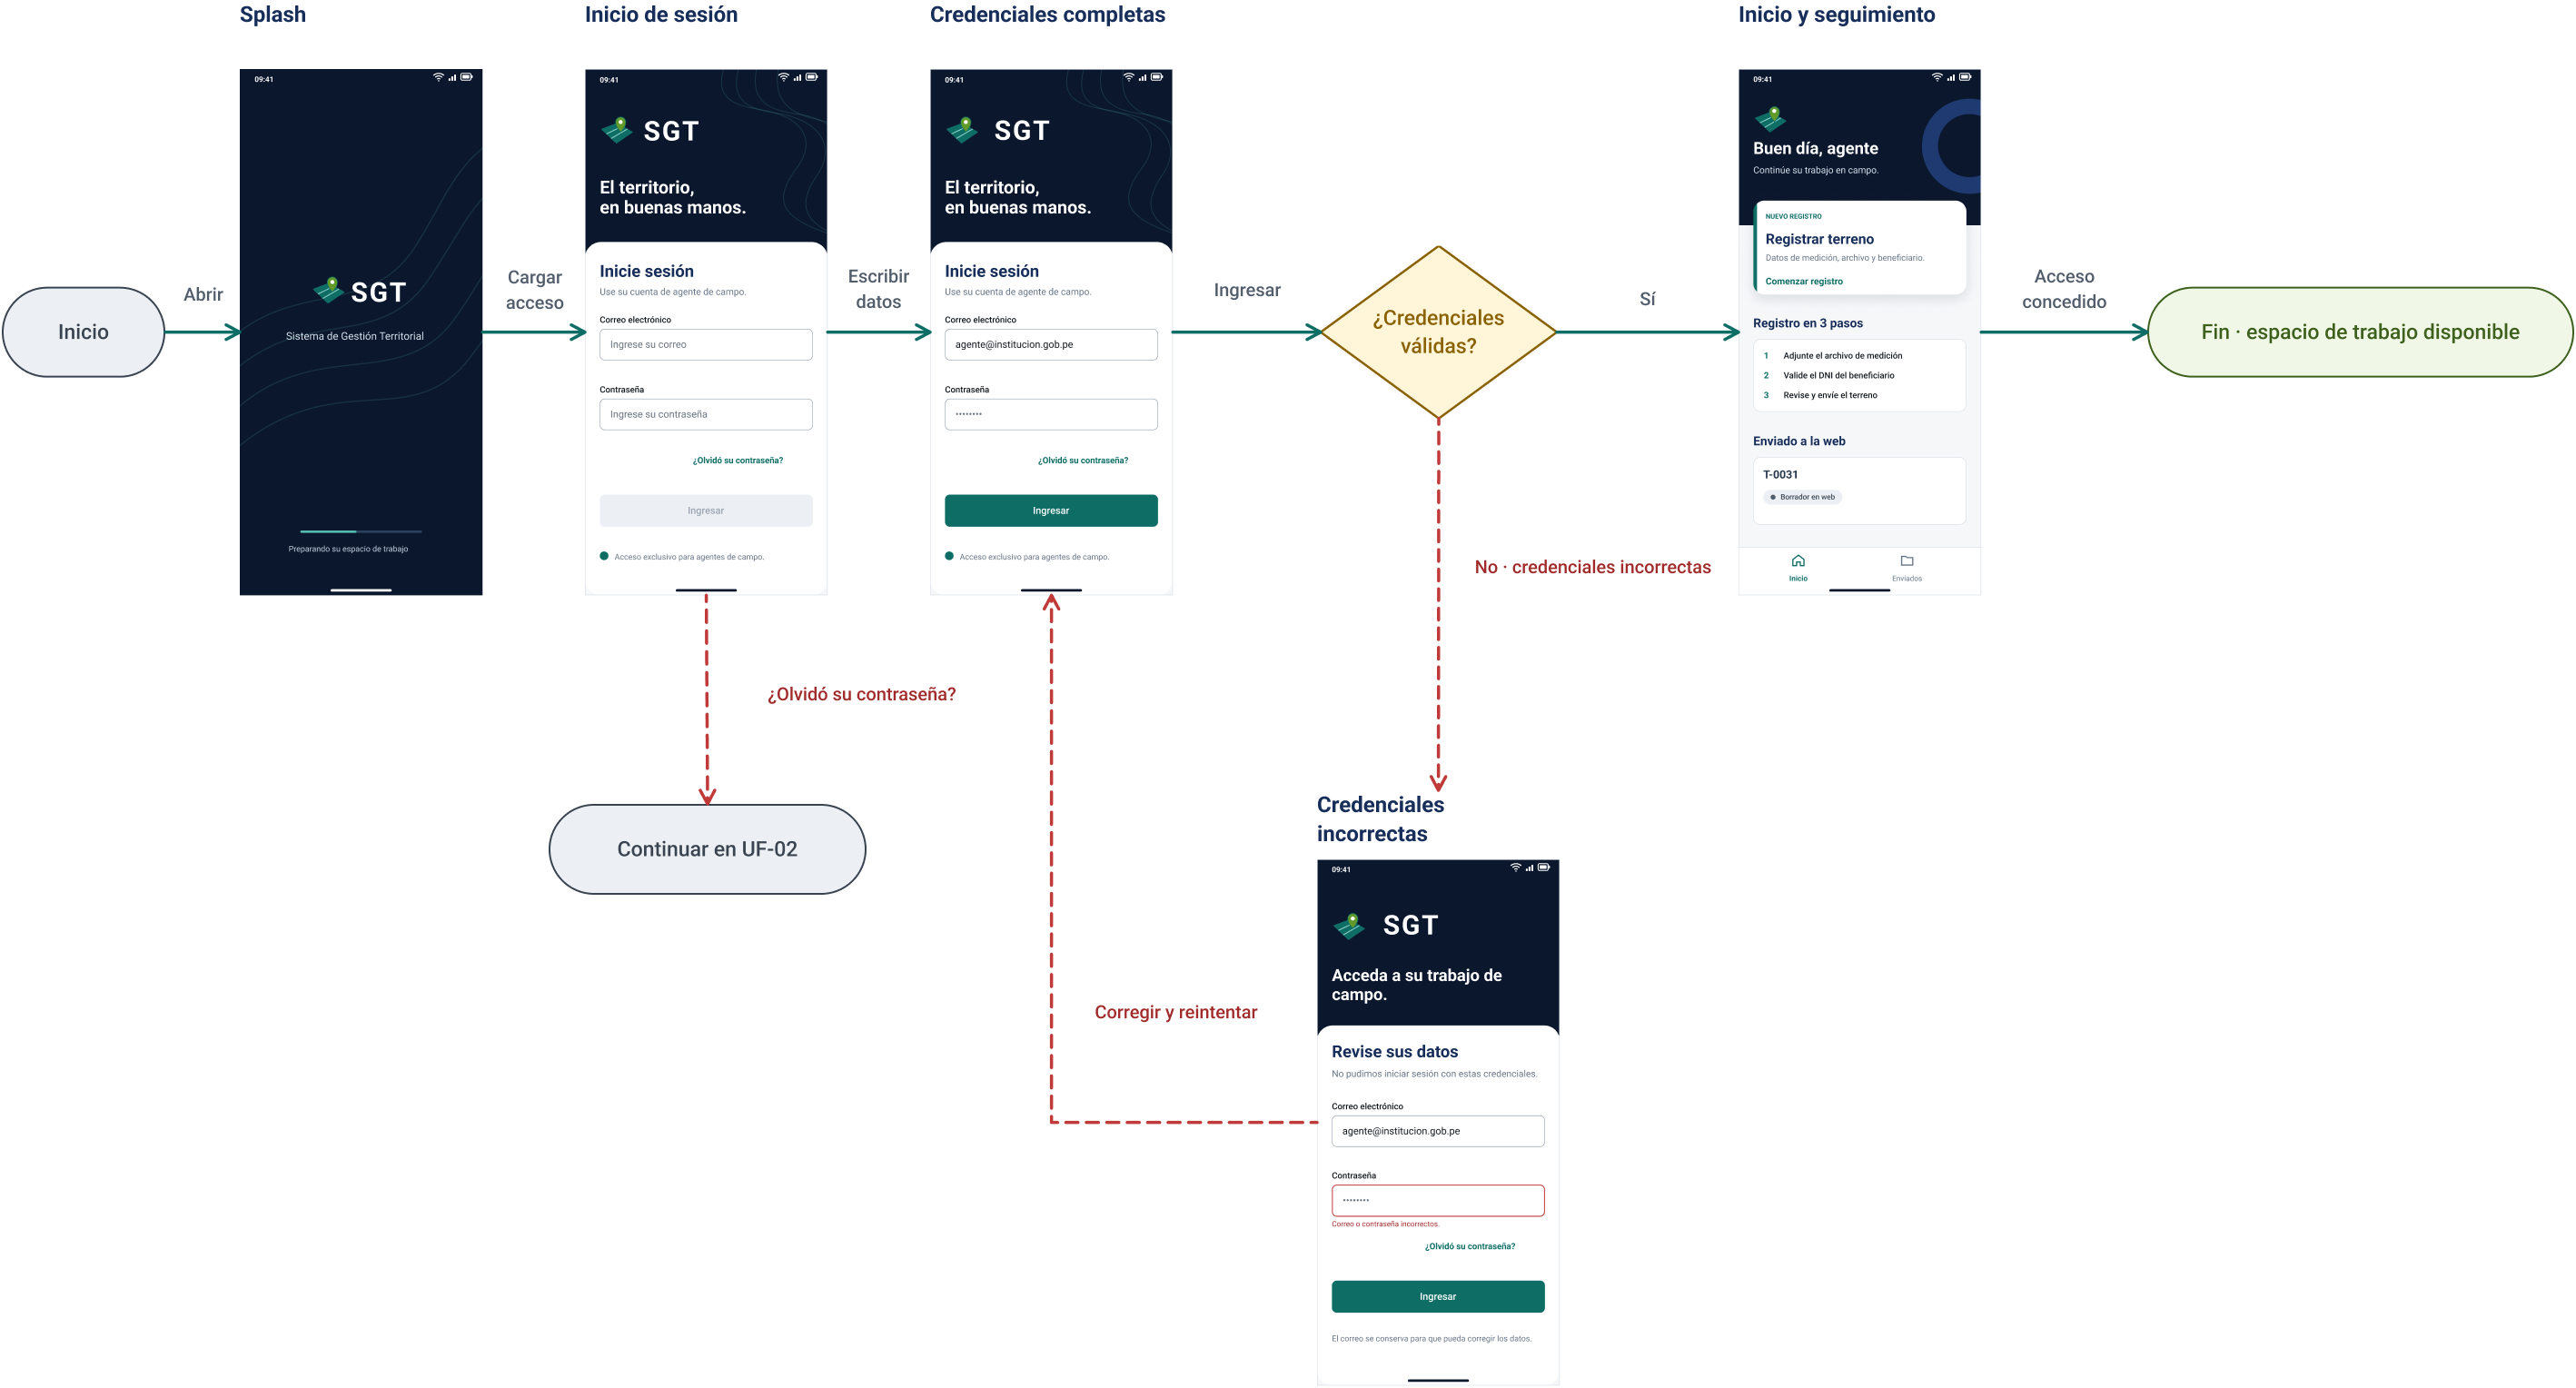 Splash
Inicio de sesión
Credenciales completas
Inicio y seguimiento
Inicio
Abrir
09:41
SGT
Sistema de Gestión Territorial
Preparando su espacio de trabajo
Cargar
acceso
09:41
SGT
El territorio,
en buenas manos.
Inicie sesión
Use su cuenta de agente de campo.
Correo electrónico
Ingrese su correo
Contraseña
Ingrese su contraseña
¿Olvidó su contraseña?
Ingresar
Acceso exclusivo para agentes de campo.
Escribir
datos
09:41
SGT
El territorio,
en buenas manos.
Inicie sesión
Use su cuenta de agente de campo.
Correo electrónico
agente@institucion.gob.pe
Contraseña
••••••••
¿Olvidó su contraseña?
Ingresar
Acceso exclusivo para agentes de campo.
Ingresar
¿Credenciales
válidas?
Sí
09:41
Buen día, agente
Continúe su trabajo en campo.
NUEVO REGISTRO
Registrar terreno
Datos de medición, archivo y beneficiario.
Comenzar registro
Registro en 3 pasos
1 Adjunte el archivo de medición
2 Valide el DNI del beneficiario
3 Revise y envíe el terreno
Enviado a la web
T-0031
Borrador en web
Inicio
Enviados
Acceso
concedido
Fin · espacio de trabajo disponible
No · credenciales incorrectas
¿Olvidó su contraseña?
Continuar en UF-02
Corregir y reintentar
Credenciales
incorrectas
09:41
SGT
Acceda a su trabajo de
campo.
Revise sus datos
No pudimos iniciar sesión con estas credenciales.
Correo electrónico
agente@institucion.gob.pe
Contraseña
••••••••
Correo o contraseña incorrectos.
¿Olvidó su contraseña?
Ingresar
El correo se conserva para que pueda corregir los datos.